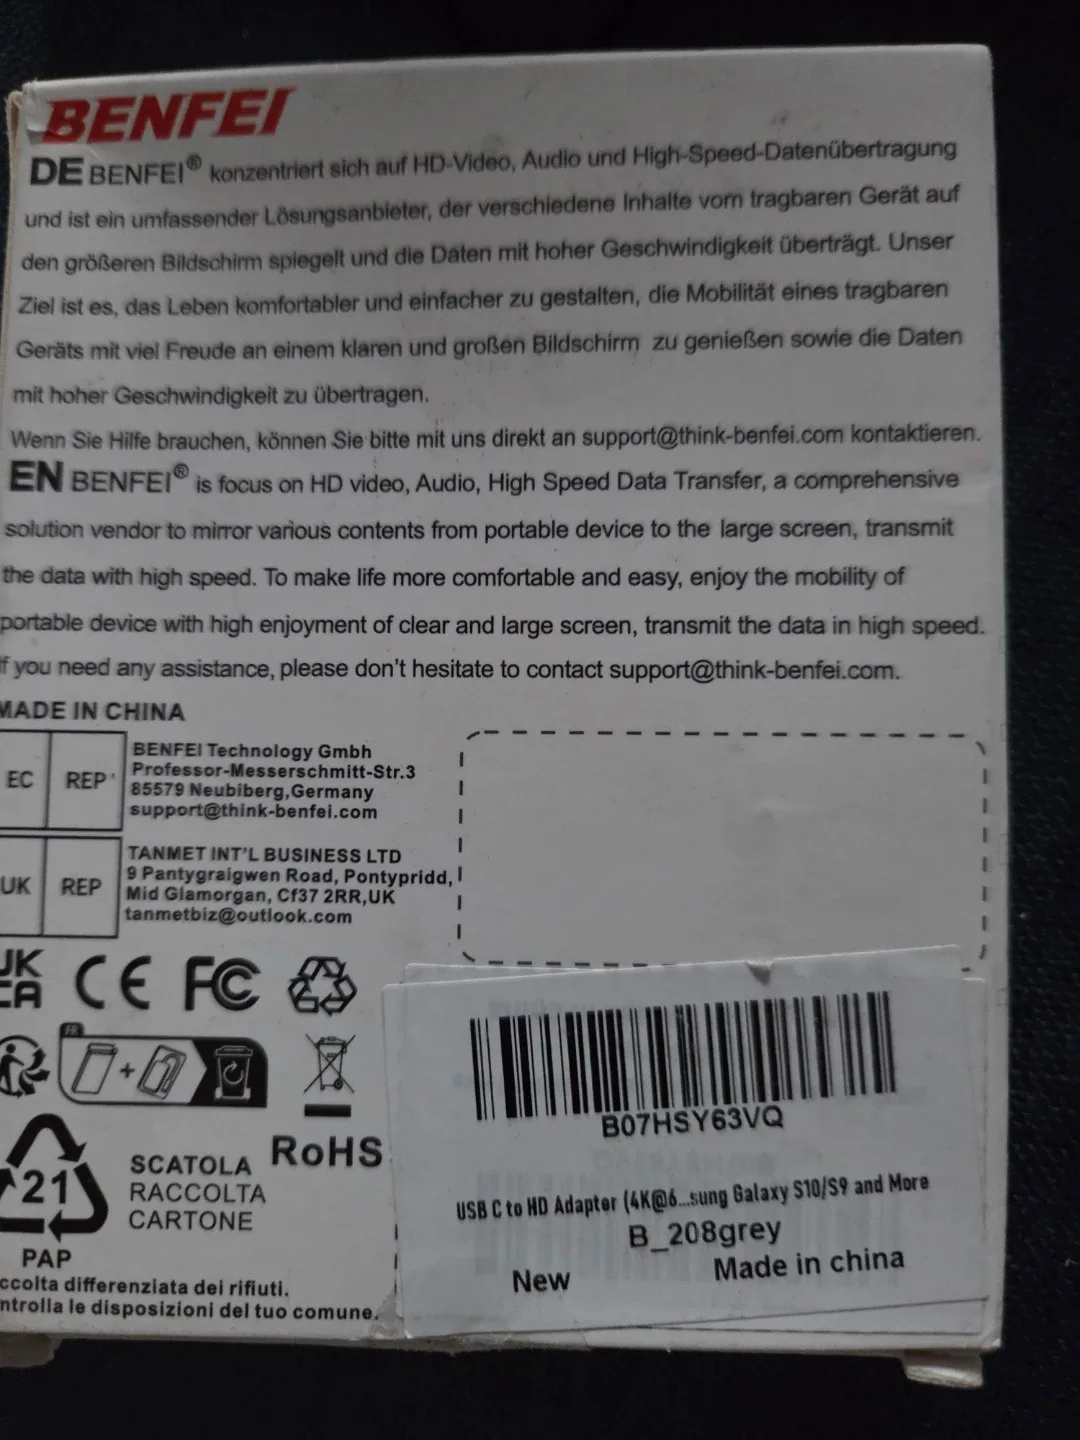 BENFEI
DE BENFEI® konzentriert sich auf HD-Video, Audio und High-Speed-Datenübertragung
und ist ein umfassender Lösungsanbieter, der verschiedene Inhalte vom tragbaren Gerät auf
den größeren Bildschirm spiegelt und die Daten mit hoher Geschwindigkeit überträgt. Unser
Ziel ist es, das Leben komfortabler und einfacher zu gestalten, die Mobilität eines tragbaren
Geräts mit viel Freude an einem klaren und großen Bildschirm zu genießen sowie die Daten
mit hoher Geschwindigkeit zu übertragen.
Wenn Sie Hilfe brauchen, können Sie bitte mit uns direkt an support@think-benfei.com kontaktieren.
EN BENFEI® is focus on HD video, Audio, High Speed Data Transfer, a comprehensive
solution vendor to mirror various contents from portable device to the large screen, transmit
the data with high speed. To make life more comfortable and easy, enjoy the mobility of
portable device with high enjoyment of clear and large screen, transmit the data in high speed.
If you need any assistance, please don't hesitate to contact support@think-benfei.com.
MADE IN CHINA
EC REP
BENFEI Technology Gmbh
Professor-Messerschmitt-Str.3
85579 Neubiberg,Germany
support@think-benfei.com
UK REP
TANMET INT'L BUSINESS LTD
9 Pantygraigwen Road, Pontypridd,
Mid Glamorgan, Cf37 2RR,UK
tanmetbiz@outlook.com
UK
CA CE FC
FR
+
21
PAP
RoHS
SCATOLA
RACCOLTA
CARTONE
ccolta differenziata dei rifiuti.
ntrolla le disposizioni del tuo comune.
B07HSY63VQ
USB C to HD Adapter (4K@6...sung Galaxy S10/S9 and More
B_208grey
New
Made in china